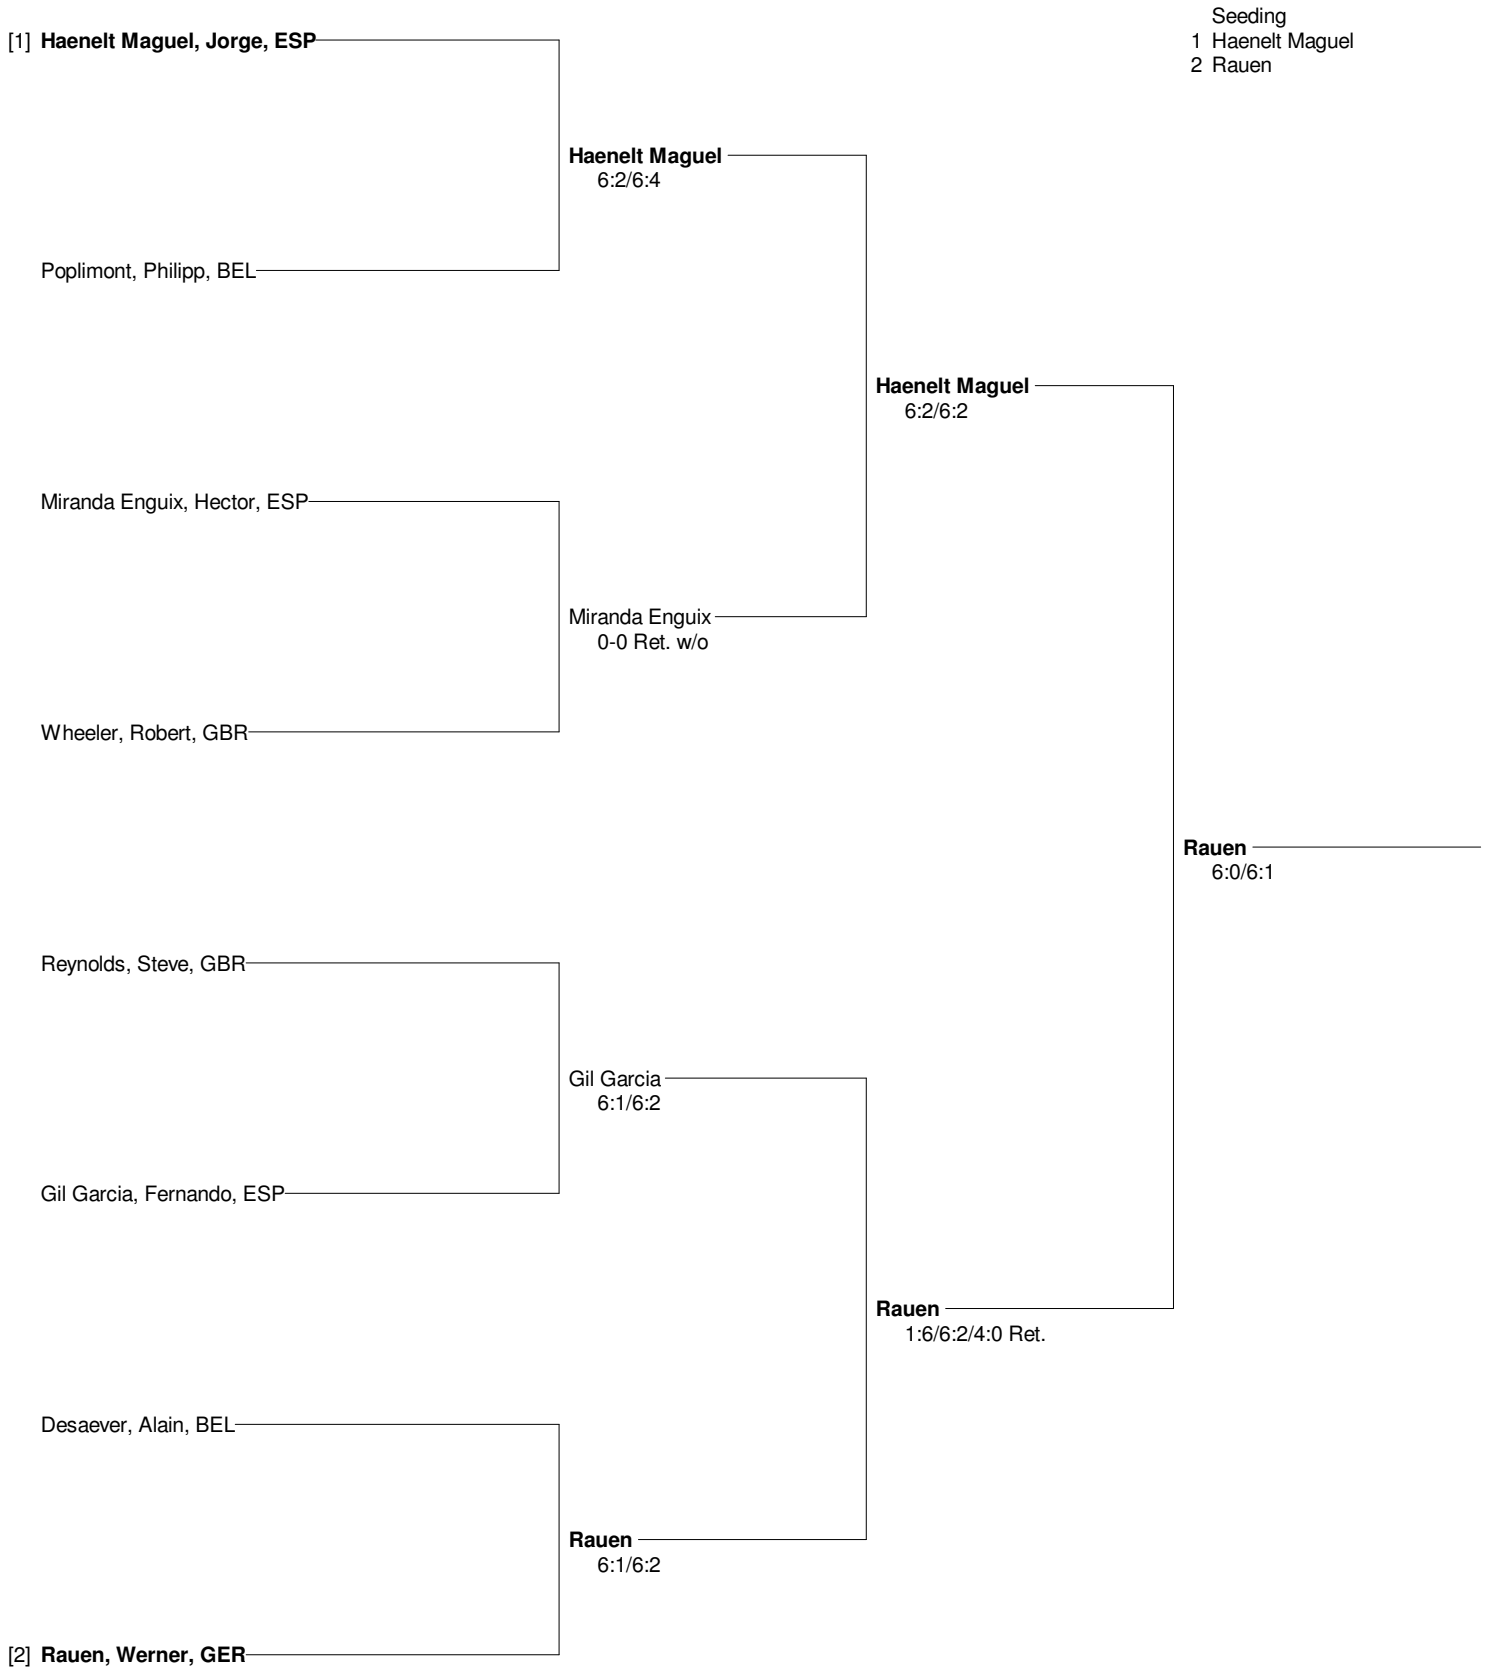 Seeding
1 Haenelt Maguel
2 Rauen
[1] Haenelt Maguel, Jorge, ESP
Haenelt Maguel
6:2/6:4
Poplimont, Philipp, BEL
Haenelt Maguel
6:2/6:2
Miranda Enguix, Hector, ESP
Miranda Enguix
0-0 Ret. w/o
Wheeler, Robert, GBR
Rauen
6:0/6:1
Reynolds, Steve, GBR
Gil Garcia
6:1/6:2
Gil Garcia, Fernando, ESP
Rauen
1:6/6:2/4:0 Ret.
Desaever, Alain, BEL
Rauen
6:1/6:2
[2] Rauen, Werner, GER